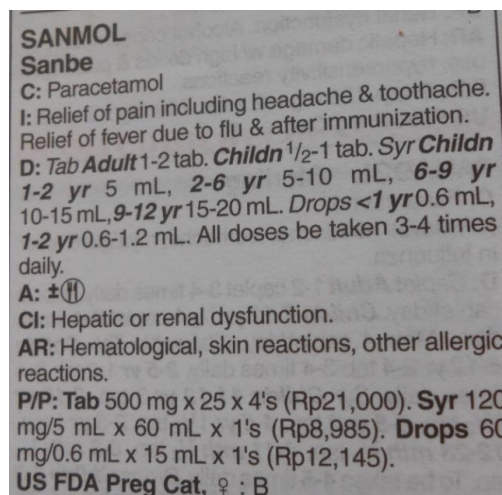 SANMOL
Sanbe
C: Paracetamol
I: Relief of pain including headache & toothache.
Relief of fever due to flu & after immunization.
D: Tab Adult 1-2 tab. Childn 1/2-1 tab. Syr Childn
1-2 yr 5 mL, 2-6 yr 5-10 mL, 6-9 yr
10-15 mL, 9-12 yr 15-20 mL. Drops <1 yr 0.6 mL,
1-2 yr 0.6-1.2 mL. All doses be taken 3-4 times
daily.
A: ±
CI: Hepatic or renal dysfunction.
AR: Hematological, skin reactions, other allergic
reactions.
P/P: Tab 500 mg x 25 x 4's (Rp21,000). Syr 120
mg/5 mL x 60 mL x 1's (Rp8,985). Drops 60
mg/0.6 mL x 15 mL x 1's (Rp12,145).
US FDA Preg Cat. ♀ : B